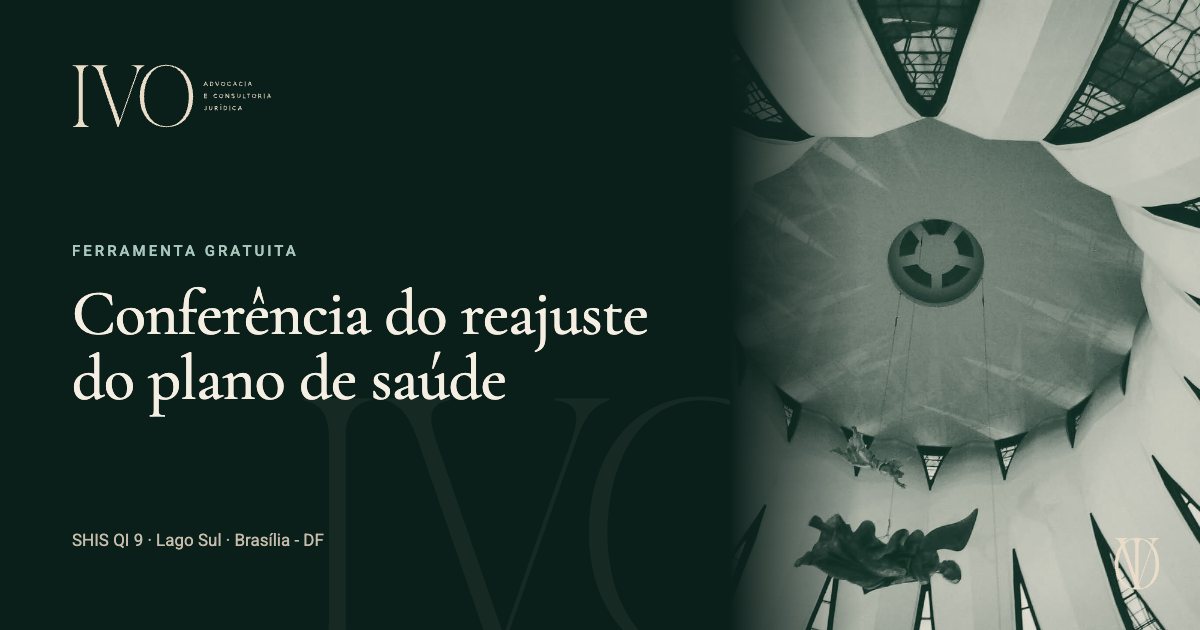 IVO
ADVOCACIA
E CONSULTORIA
JURÍDICA
FERRAMENTA GRATUITA
Conferência do reajuste
do plano de saúde
SHIS QI 9 · Lago Sul · Brasília - DF
IVO